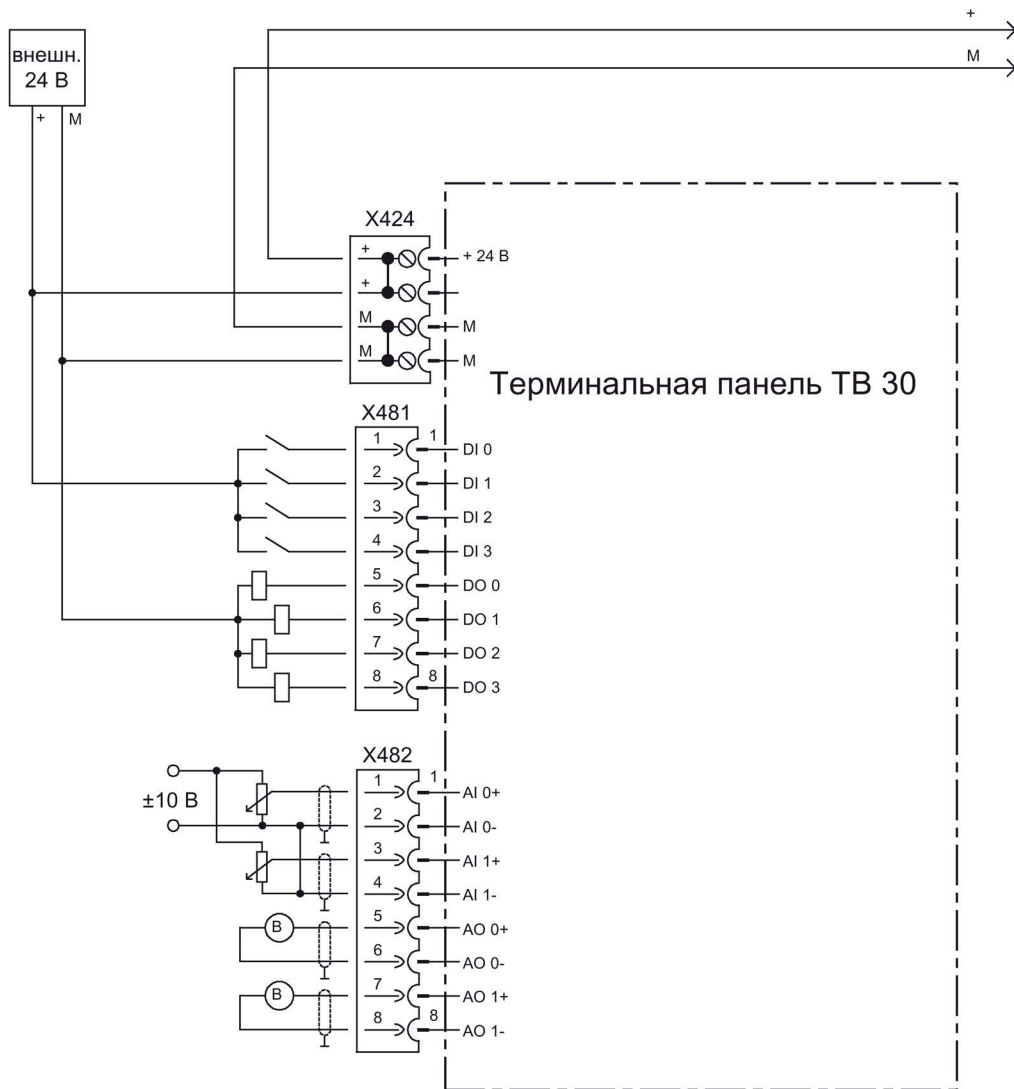 +
M
внешн.
24 В
+ M
X424
+ + 24 В
+
M M
M M
Терминальная панель TB 30
X481
1 1 DI 0
2 DI 1
3 DI 2
4 DI 3
5 DO 0
6 DO 1
7 DO 2
8 8 DO 3
X482
±10 В
1 1 AI 0+
2 AI 0-
3 AI 1+
4 AI 1-
В 5 AO 0+
6 AO 0-
В 7 AO 1+
8 8 AO 1-